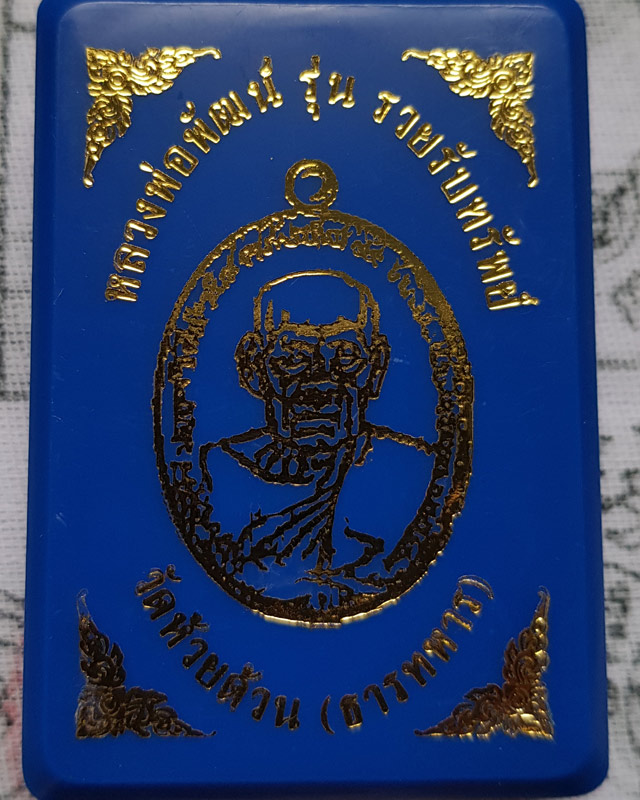 หลวงพ่อพัฒน์ รุ่น รวยรับทรัพย์
วัดห้วยด้วน (ธารทหาร)